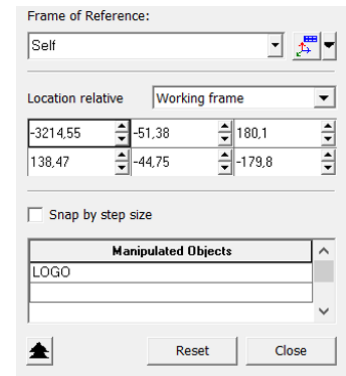 Frame of Reference:
Self
Location relative Working frame
-3214,55 -51,38 180,1
138,47 -44,75 -179,8
Snap by step size
Manipulated Objects
LOGO
Reset Close